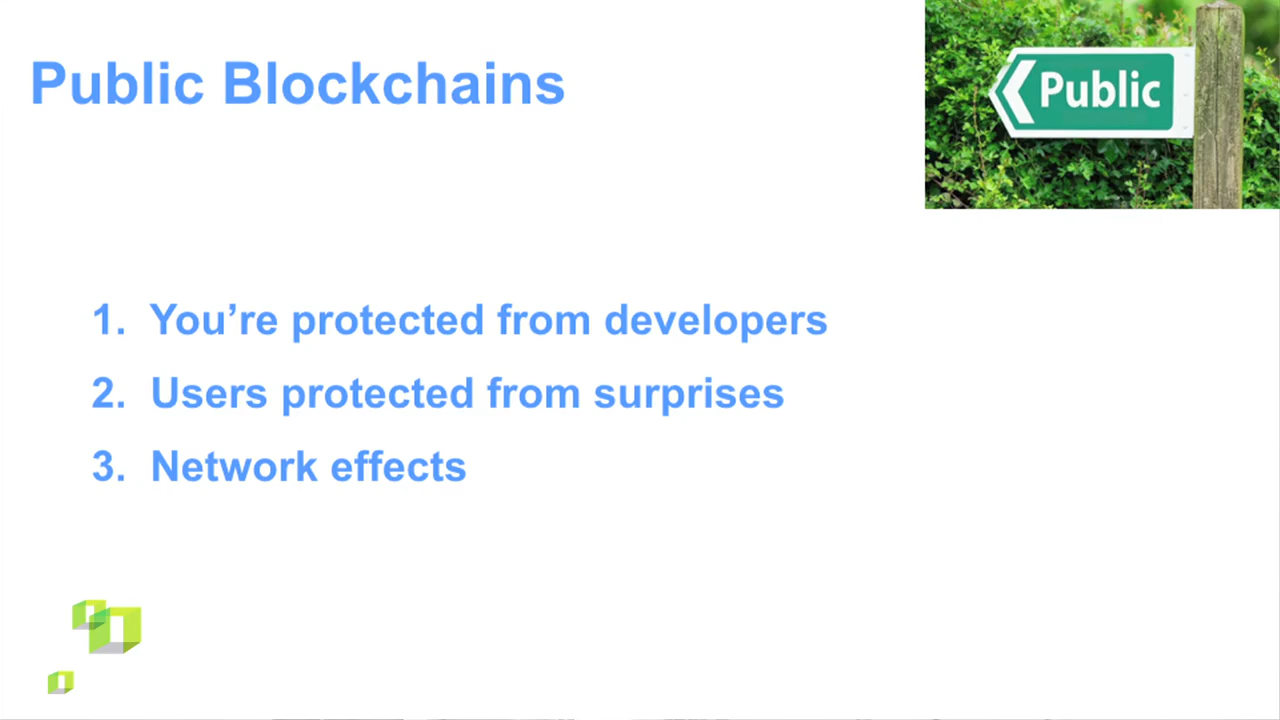 Public Blockchains
Public
1. You’re protected from developers
2. Users protected from surprises
3. Network effects